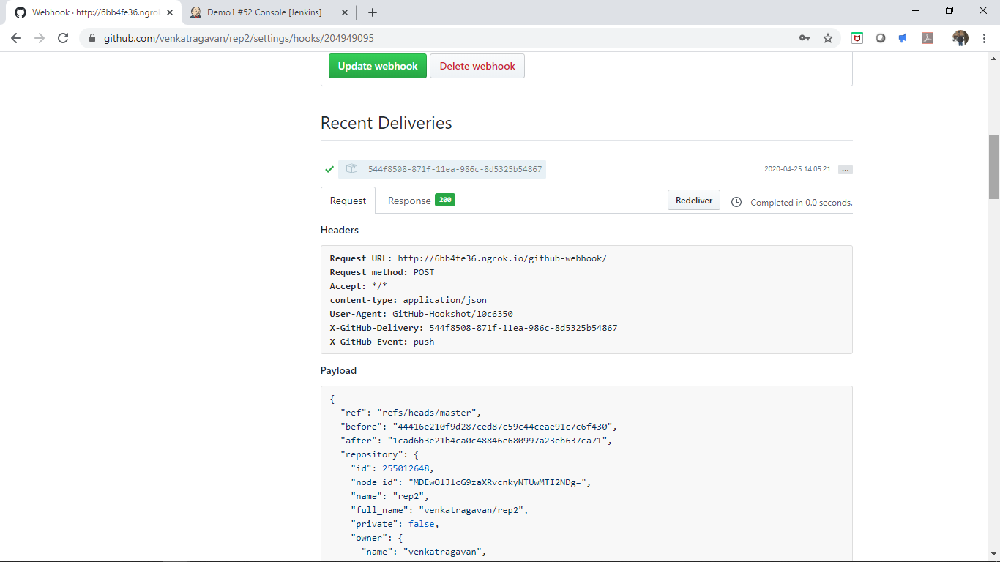 Webhook · http://6bb4fe36.ngrok
Demo1 #52 Console [Jenkins]
github.com/venkatragavan/rep2/settings/hooks/204949095
Update webhook
Delete webhook
Recent Deliveries
544f8508-871f-11ea-986c-8d5325b54867
2020-04-25 14:05:21
...
Request
Response 200
Redeliver
Completed in 0.0 seconds.
Headers
Request URL: http://6bb4fe36.ngrok.io/github-webhook/
Request method: POST
Accept: */*
content-type: application/json
User-Agent: GitHub-Hookshot/10c6350
X-GitHub-Delivery: 544f8508-871f-11ea-986c-8d5325b54867
X-GitHub-Event: push
Payload
{
"ref": "refs/heads/master",
"before": "44416e210f9d287ced87c59c44ceae91c7c6f430",
"after": "1cad6b3e21b4ca0c48846e680997a23eb637ca71",
"repository": {
"id": 255012648,
"node_id": "MDEwOlJlcG9zaXRvcnkyNTUwMTI2NDg=",
"name": "rep2",
"full_name": "venkatragavan/rep2",
"private": false,
"owner": {
"name": "venkatragavan",